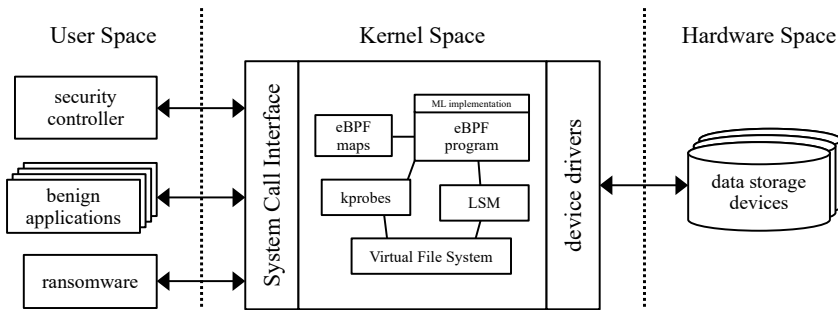 User Space
Kernel Space
Hardware Space
security
controller
benign
applications
ransomware
System Call Interface
ML implementation
eBPF
program
eBPF
maps
kprobes
LSM
Virtual File System
device drivers
data storage
devices